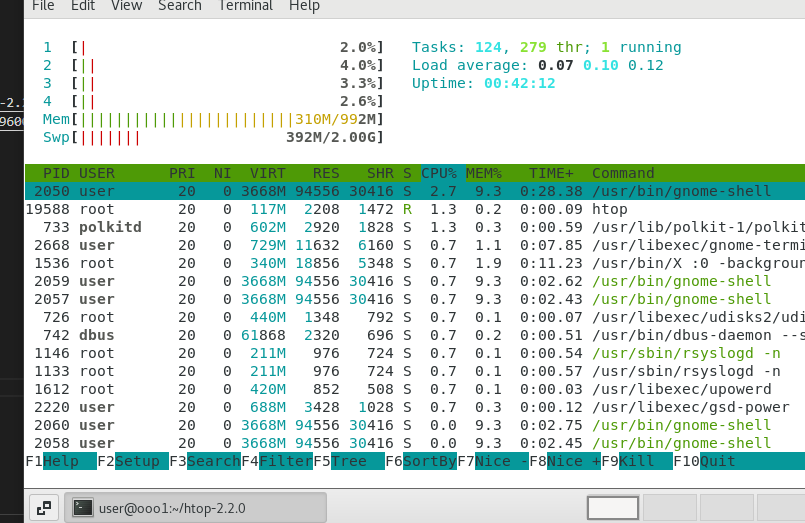 File Edit View Search Terminal Help
1 [| 2.0%] Tasks: 124, 279 thr; 1 running
2 [|| 4.0%] Load average: 0.07 0.10 0.12
3 [|| 3.3%] Uptime: 00:42:12
4 [|| 2.6%]
Mem[||||||||||||||||||||||||310M/992M]
Swp[||||||| 392M/2.00G]
PID USER PRI NI VIRT RES SHR S CPU% MEM% TIME+ Command
2050 user 20 0 3668M 94556 30416 S 2.7 9.3 0:28.38 /usr/bin/gnome-shell
19588 root 20 0 117M 2208 1472 R 1.3 0.2 0:00.09 htop
733 polkitd 20 0 602M 2920 1828 S 1.3 0.3 0:00.59 /usr/lib/polkit-1/polkit
2668 user 20 0 729M 11632 6160 S 0.7 1.1 0:07.85 /usr/libexec/gnome-termi
1536 root 20 0 340M 18856 5348 S 0.7 1.9 0:11.23 /usr/bin/X :0 -backgroun
2059 user 20 0 3668M 94556 30416 S 0.7 9.3 0:02.62 /usr/bin/gnome-shell
2057 user 20 0 3668M 94556 30416 S 0.7 9.3 0:02.43 /usr/bin/gnome-shell
726 root 20 0 440M 1348 792 S 0.7 0.1 0:00.07 /usr/libexec/udisks2/udi
742 dbus 20 0 61868 2320 696 S 0.7 0.2 0:00.51 /usr/bin/dbus-daemon --s
1146 root 20 0 211M 976 724 S 0.7 0.1 0:00.54 /usr/sbin/rsyslogd -n
1133 root 20 0 211M 976 724 S 0.7 0.1 0:00.57 /usr/sbin/rsyslogd -n
1612 root 20 0 420M 852 508 S 0.7 0.1 0:00.03 /usr/libexec/upowerd
2220 user 20 0 688M 3428 1028 S 0.7 0.3 0:00.12 /usr/libexec/gsd-power
2060 user 20 0 3668M 94556 30416 S 0.0 9.3 0:02.75 /usr/bin/gnome-shell
2058 user 20 0 3668M 94556 30416 S 0.0 9.3 0:02.45 /usr/bin/gnome-shell
F1Help F2Setup F3SearchF4FilterF5Tree F6SortByF7Nice -F8Nice +F9Kill F10Quit
user@ooo1:~/htop-2.2.0